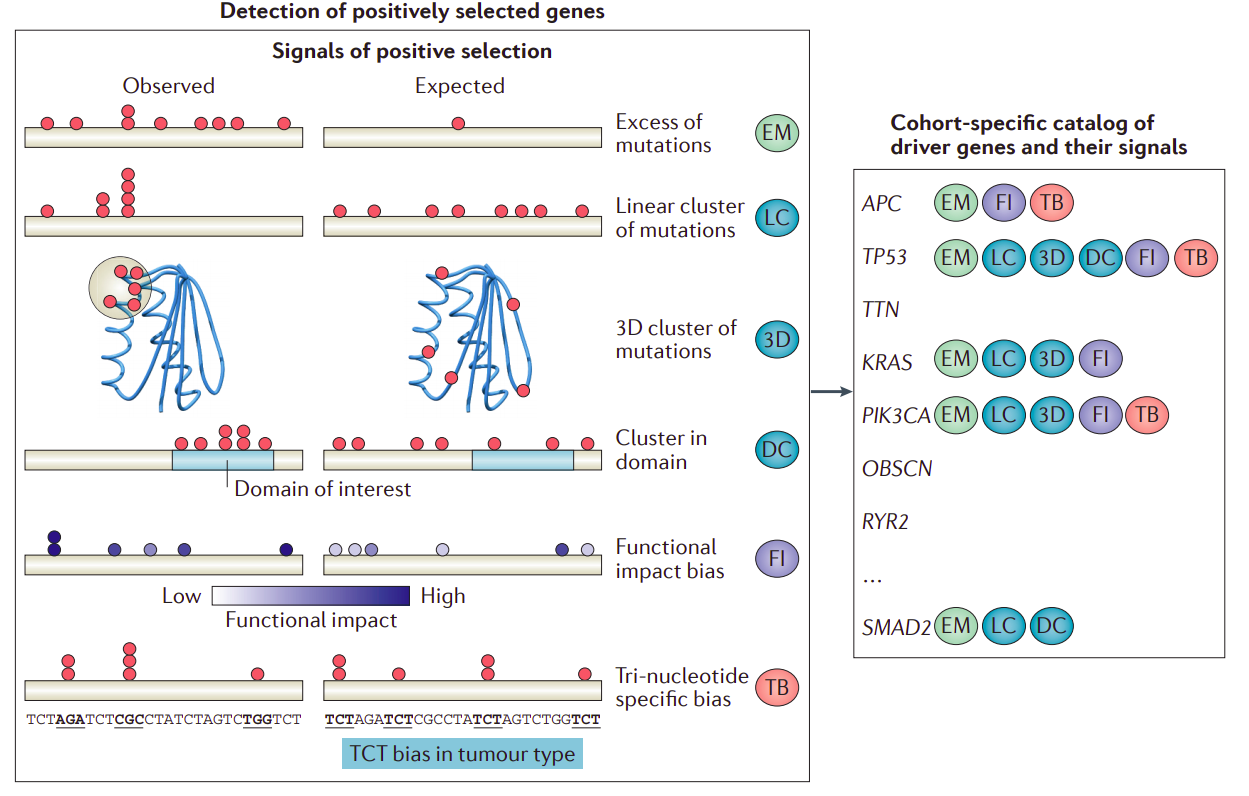 Detection of positively selected genes
Signals of positive selection
Observed
Expected
Excess of
mutations
EM
Linear cluster
of mutations
LC
3D cluster of
mutations
3D
Cluster in
domain
DC
Domain of interest
Functional
impact bias
FI
Low
High
Functional impact
Tri-nucleotide
specific bias
TB
TCTAGATCTCGCCTATCTAGTCTGGTCT
TCTAGATCTCGCCTATCTAGTCTGGTCT
TCT bias in tumour type
Cohort-specific catalog of
driver genes and their signals
APC EM FI TB
TP53 EM LC 3D DC FI TB
TTN
KRAS EM LC 3D FI
PIK3CA EM LC 3D FI TB
OBSCN
RYR2
...
SMAD2 EM LC DC